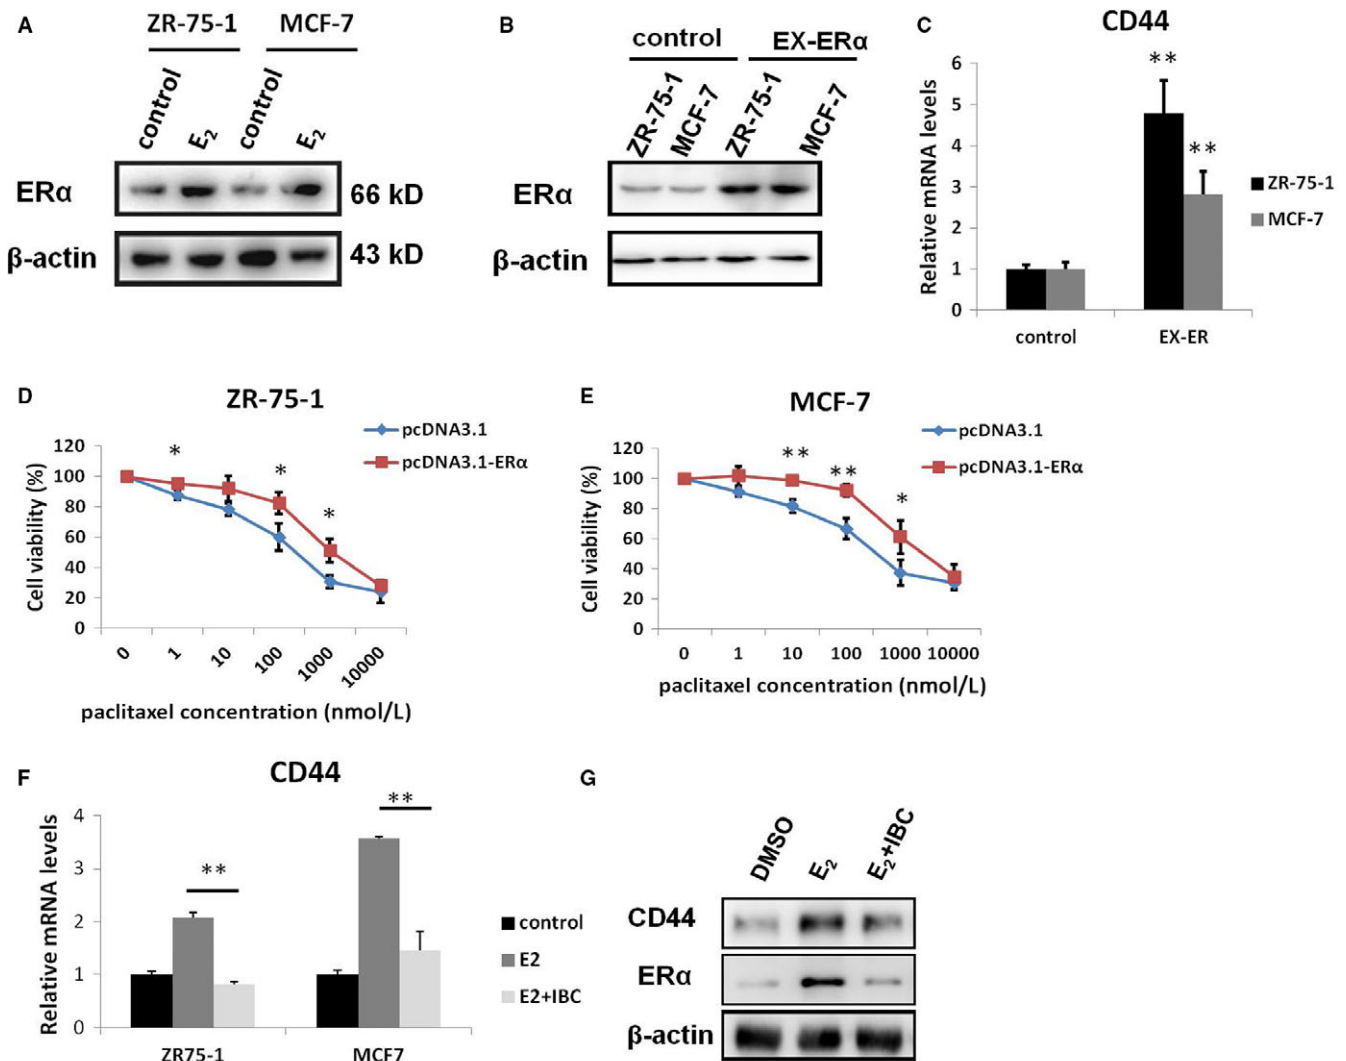 A
ZR-75-1 MCF-7
control E₂ control E₂
ERα 66 kD
β-actin 43 kD
B
control EX-ERα
ZR-75-1 MCF-7 ZR-75-1 MCF-7
ERα
β-actin
C
CD44
Relative mRNA levels
6
5
4
3
2
1
0
** **
control EX-ER
ZR-75-1
MCF-7
D
ZR-75-1
pcDNA3.1
pcDNA3.1-ERα
Cell viability (%)
120
100
80
60
40
20
0
* * *
0 1 10 100 1000 10000
paclitaxel concentration (nmol/L)
E
MCF-7
pcDNA3.1
pcDNA3.1-ERα
Cell viability (%)
120
100
80
60
40
20
0
** ** *
0 1 10 100 1000 10000
paclitaxel concentration (nmol/L)
F
CD44
Relative mRNA levels
4
3
2
1
0
** **
ZR75-1 MCF7
control
E2
E2+IBC
G
DMSO E₂ E₂+IBC
CD44
ERα
β-actin